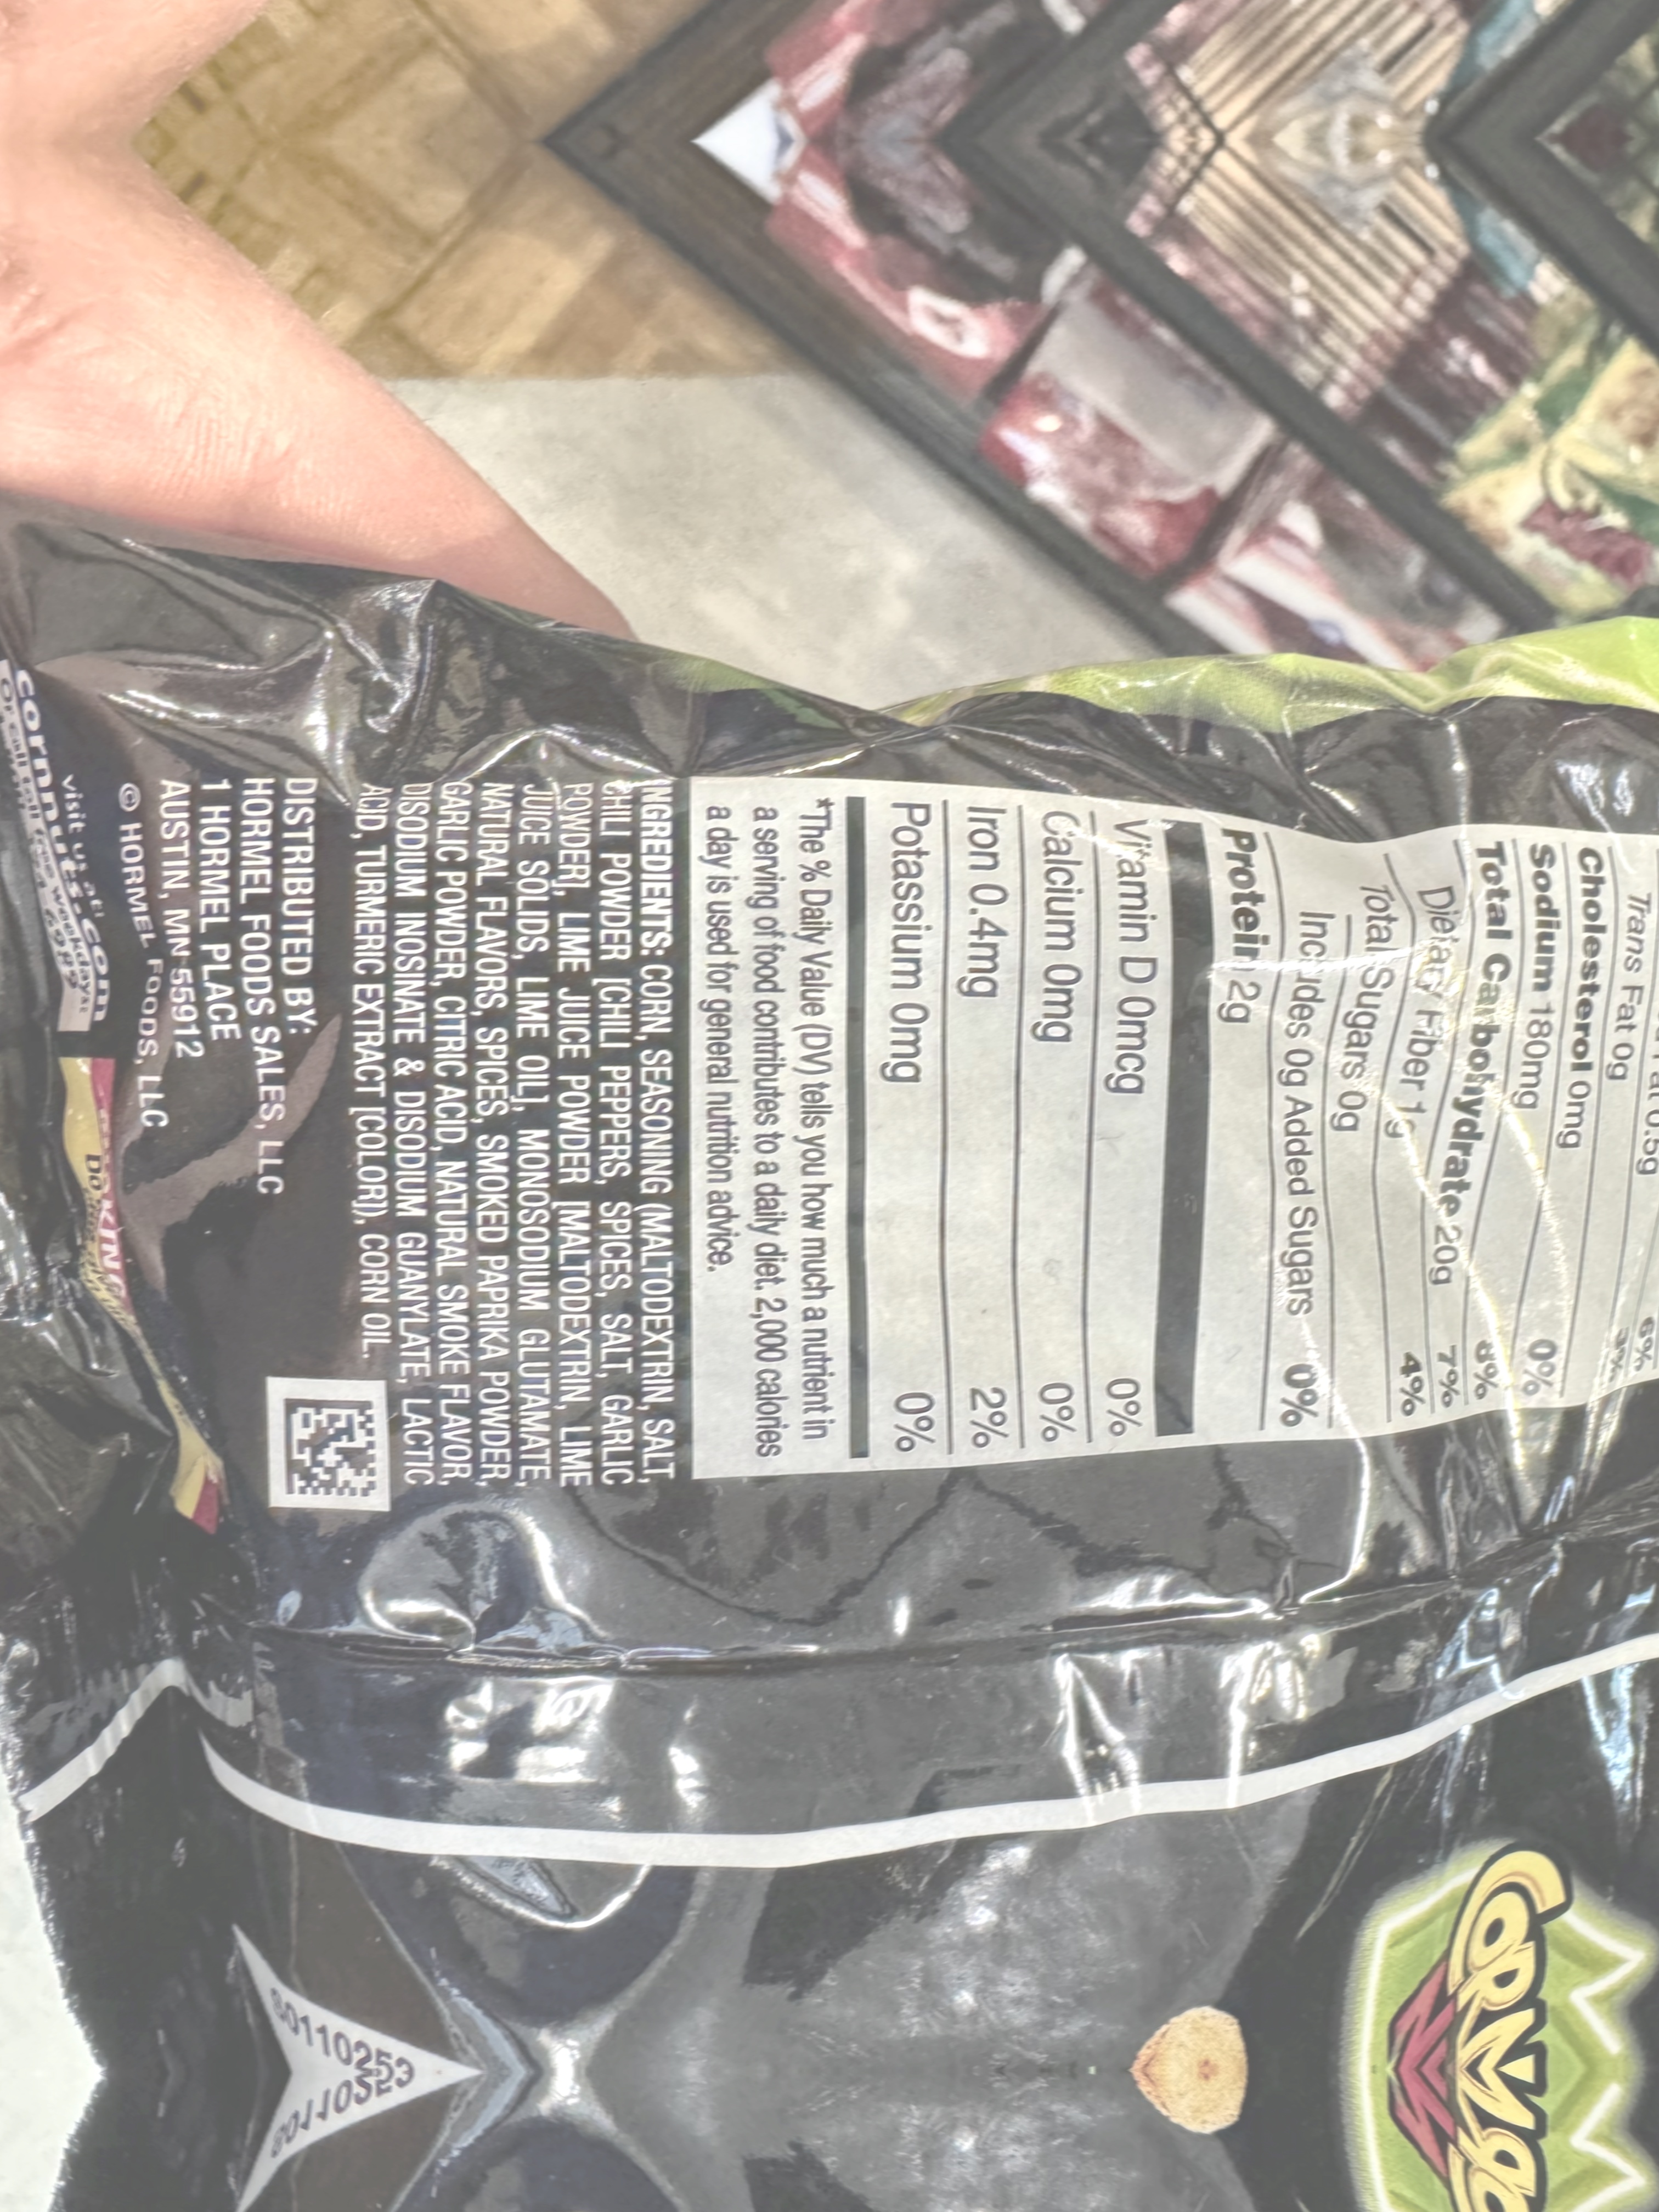 Trans Fat 0g
Cholesterol 0mg 0%
Sodium 180mg 8%
Total Carbohydrate 20g 7%
Dietary Fiber 1g 4%
Total Sugars 0g
Includes 0g Added Sugars 0%
Protein 2g
Vitamin D 0mcg 0%
Calcium 0mg 0%
Iron 0.4mg 2%
Potassium 0mg 0%
*The % Daily Value (DV) tells you how much a nutrient in
a serving of food contributes to a daily diet. 2,000 calories
a day is used for general nutrition advice.
INGREDIENTS: CORN, SEASONING (MALTODEXTRIN, SALT,
CHILI POWDER [CHILI PEPPERS, SPICES, SALT, GARLIC
POWDER], LIME JUICE POWDER [MALTODEXTRIN, LIME
JUICE SOLIDS, LIME OIL], MONOSODIUM GLUTAMATE,
NATURAL FLAVORS, SPICES, SMOKED PAPRIKA POWDER,
GARLIC POWDER, CITRIC ACID, NATURAL SMOKE FLAVOR,
DISODIUM INOSINATE & DISODIUM GUANYLATE, LACTIC
ACID, TURMERIC EXTRACT [COLOR]), CORN OIL.
DISTRIBUTED BY:
HORMEL FOODS SALES, LLC
1 HORMEL PLACE
AUSTIN, MN 55912
© HORMEL FOODS, LLC
visit us at:
cornnuts.com